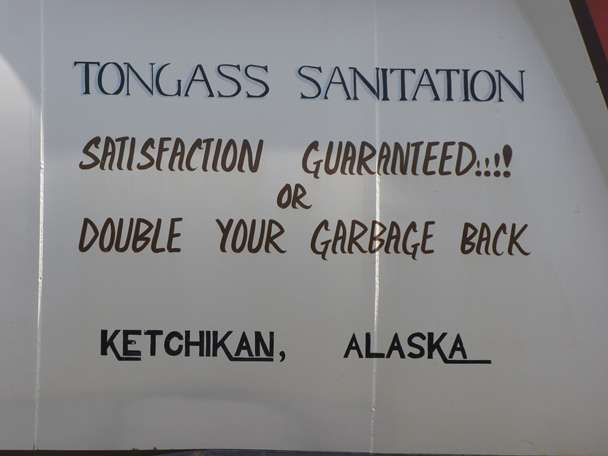 TONGASS SANITATION
SATISFACTION GUARANTEED!!!!
OR
DOUBLE YOUR GARBAGE BACK
KETCHIKAN, ALASKA